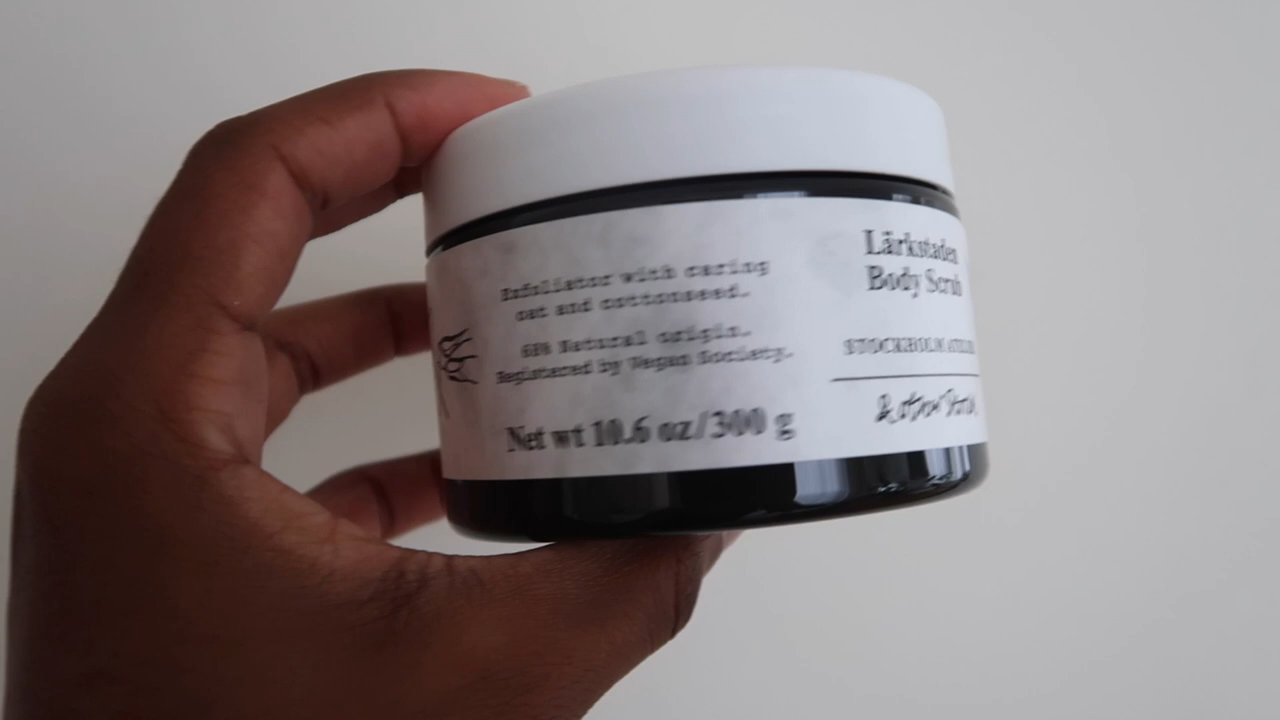 Exfoliator with caring
oat and cottonseed.
Natural origin.
Registered by Vegan Society.
Net wt 10.6 oz/300 g
Lärkstaden
Body Scrub
STOCKHOLM ATELIER